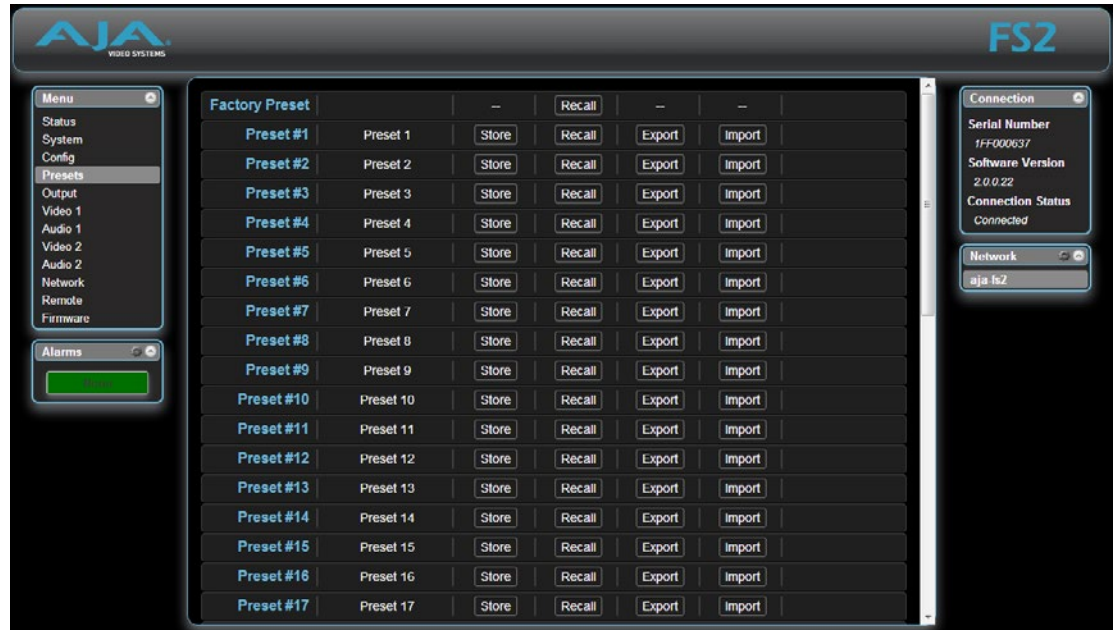 AJA
VIDEO SYSTEMS
FS2
Menu
Status
System
Config
Presets
Output
Video 1
Audio 1
Video 2
Audio 2
Network
Remote
Firmware
Alarms
Factory Preset -- Recall -- --
Preset #1 Preset 1 Store Recall Export Import
Preset #2 Preset 2 Store Recall Export Import
Preset #3 Preset 3 Store Recall Export Import
Preset #4 Preset 4 Store Recall Export Import
Preset #5 Preset 5 Store Recall Export Import
Preset #6 Preset 6 Store Recall Export Import
Preset #7 Preset 7 Store Recall Export Import
Preset #8 Preset 8 Store Recall Export Import
Preset #9 Preset 9 Store Recall Export Import
Preset #10 Preset 10 Store Recall Export Import
Preset #11 Preset 11 Store Recall Export Import
Preset #12 Preset 12 Store Recall Export Import
Preset #13 Preset 13 Store Recall Export Import
Preset #14 Preset 14 Store Recall Export Import
Preset #15 Preset 15 Store Recall Export Import
Preset #16 Preset 16 Store Recall Export Import
Preset #17 Preset 17 Store Recall Export Import
Connection
Serial Number
1FF000637
Software Version
2.0.0.22
Connection Status
Connected
Network
aja-fs2